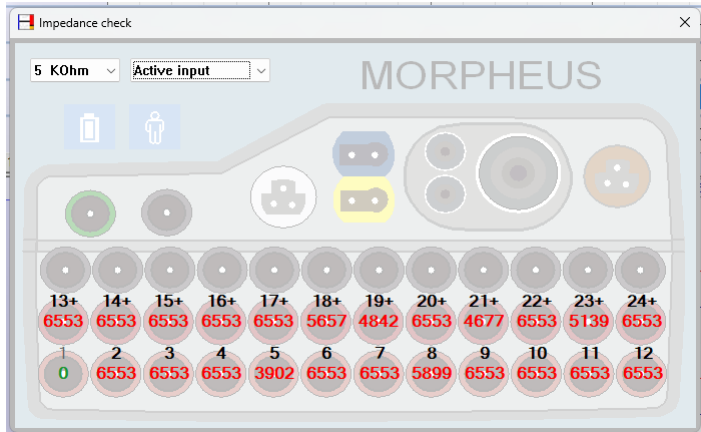 Impedance check
5 KOhm Active input
MORPHEUS
13+ 14+ 15+ 16+ 17+ 18+ 19+ 20+ 21+ 22+ 23+ 24+
6553 6553 6553 6553 6553 5657 4842 6553 4677 6553 5139 6553
1 2 3 4 5 6 7 8 9 10 11 12
0 6553 6553 6553 3902 6553 6553 5899 6553 6553 6553 6553